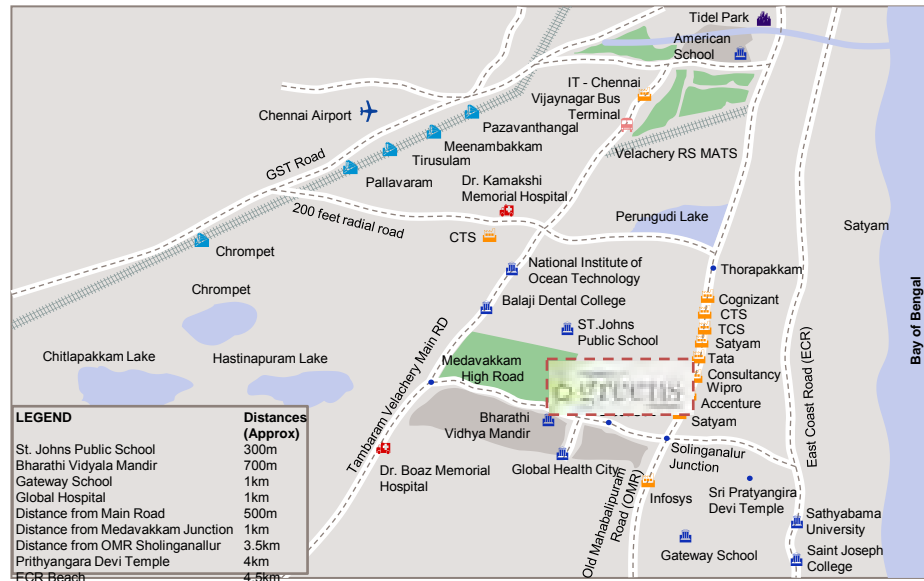 Tidel Park
American
School
IT - Chennai
Vijaynagar Bus
Terminal
Chennai Airport
Pazavanthangal
Meenambakkam
Tirusulam
Pallavaram
Velachery RS MATS
GST Road
Dr. Kamakshi
Memorial Hospital
200 feet radial road
Perungudi Lake
Satyam
CTS
Chrompet
Thorapakkam
National Institute of
Ocean Technology
Chrompet
Balaji Dental College
Cognizant
CTS
TCS
Satyam
ST.Johns
Public School
Bay of Bengal
Chitlapakkam Lake
Hastinapuram Lake
Tambaram Velachery Main RD
Medavakkam
High Road
Tata
Consultancy
Wipro
Accenture
Satyam
East Coast Road (ECR)
greens
Bharathi
Vidhya Mandir
Solinganalur
Junction
Global Health City
Dr. Boaz Memorial
Hospital
Old Mahabalipuram
Road (OMR)
Infosys
Sri Pratyangira
Devi Temple
Sathyabama
University
Gateway School
Saint Joseph
College
LEGEND Distances
(Approx)
St. Johns Public School 300m
Bharathi Vidyala Mandir 700m
Gateway School 1km
Global Hospital 1km
Distance from Main Road 500m
Distance from Medavakkam Junction 1km
Distance from OMR Sholinganallur 3.5km
Prithyangara Devi Temple 4km
ECR Beach 4.5km